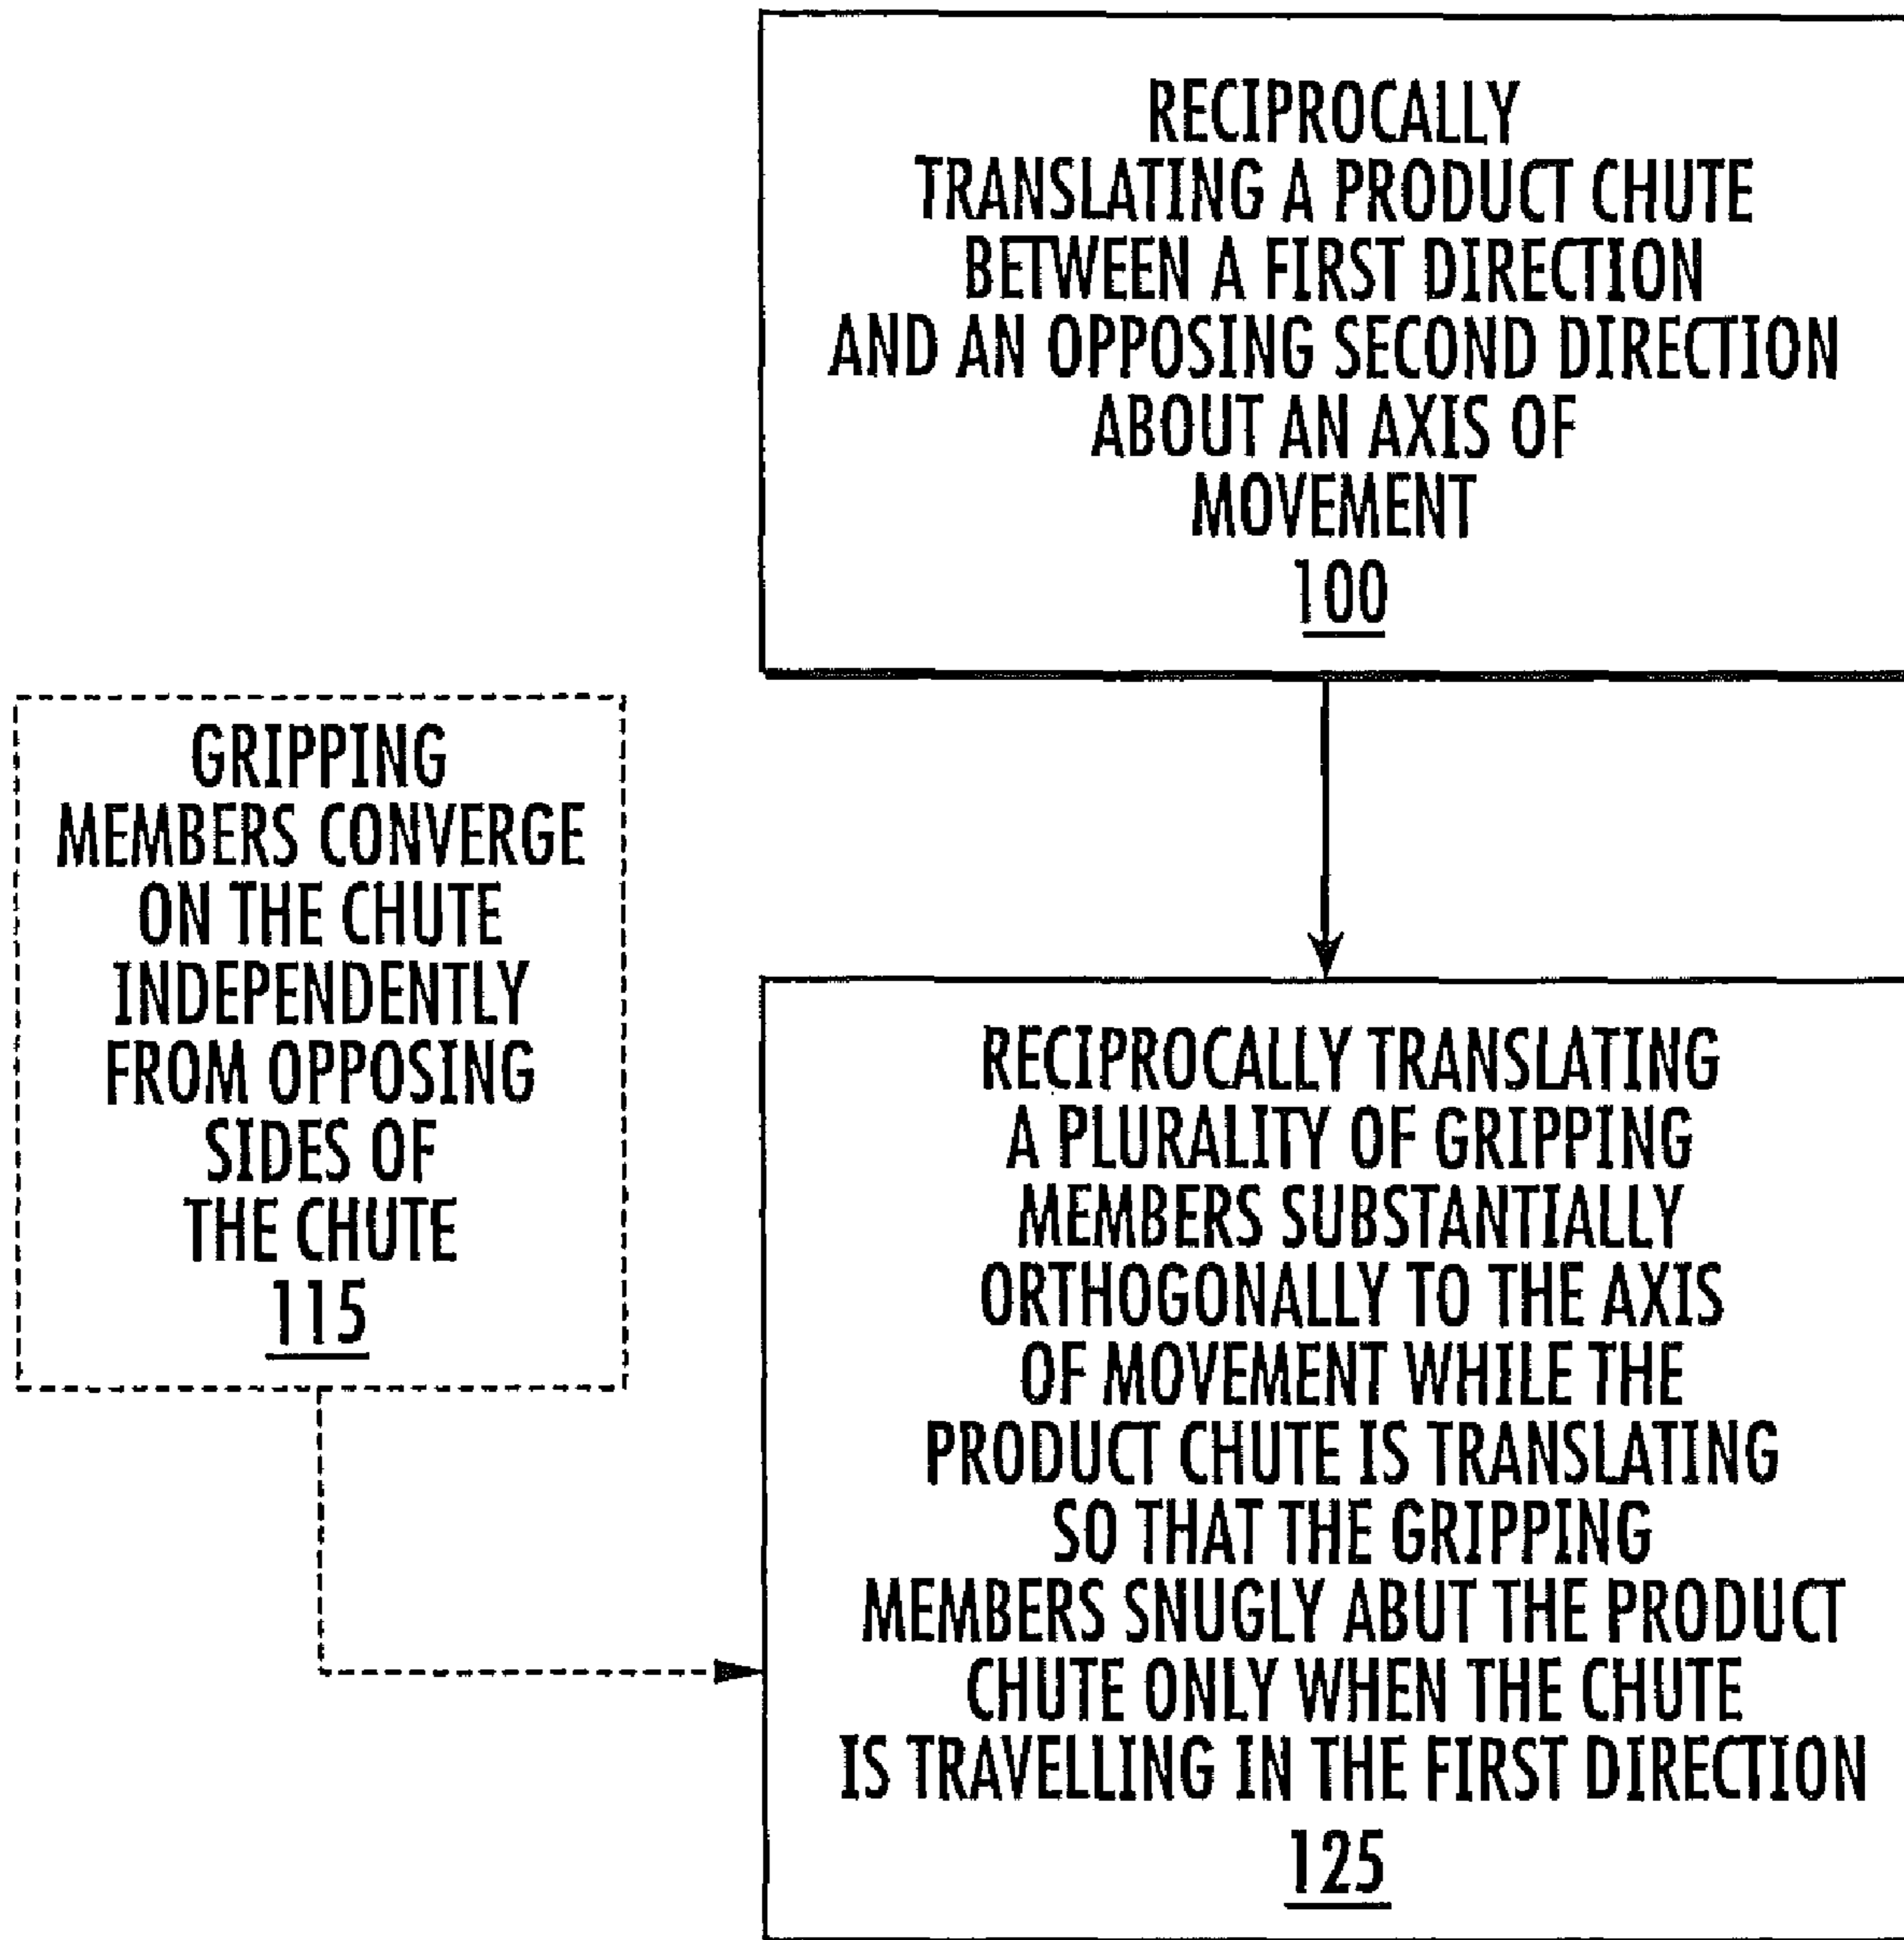 RECIPROCALLY
TRANSLATING A PRODUCT CHUTE
BETWEEN A FIRST DIRECTION
AND AN OPPOSING SECOND DIRECTION
ABOUT AN AXIS OF
MOVEMENT
100
GRIPPING
MEMBERS CONVERGE
ON THE CHUTE
INDEPENDENTLY
FROM OPPOSING
SIDES OF
THE CHUTE
115
RECIPROCALLY TRANSLATING
A PLURALITY OF GRIPPING
MEMBERS SUBSTANTIALLY
ORTHOGONALLY TO THE AXIS
OF MOVEMENT WHILE THE
PRODUCT CHUTE IS TRANSLATING
SO THAT THE GRIPPING
MEMBERS SNUGLY ABUT THE PRODUCT
CHUTE ONLY WHEN THE CHUTE
IS TRAVELLING IN THE FIRST DIRECTION
125